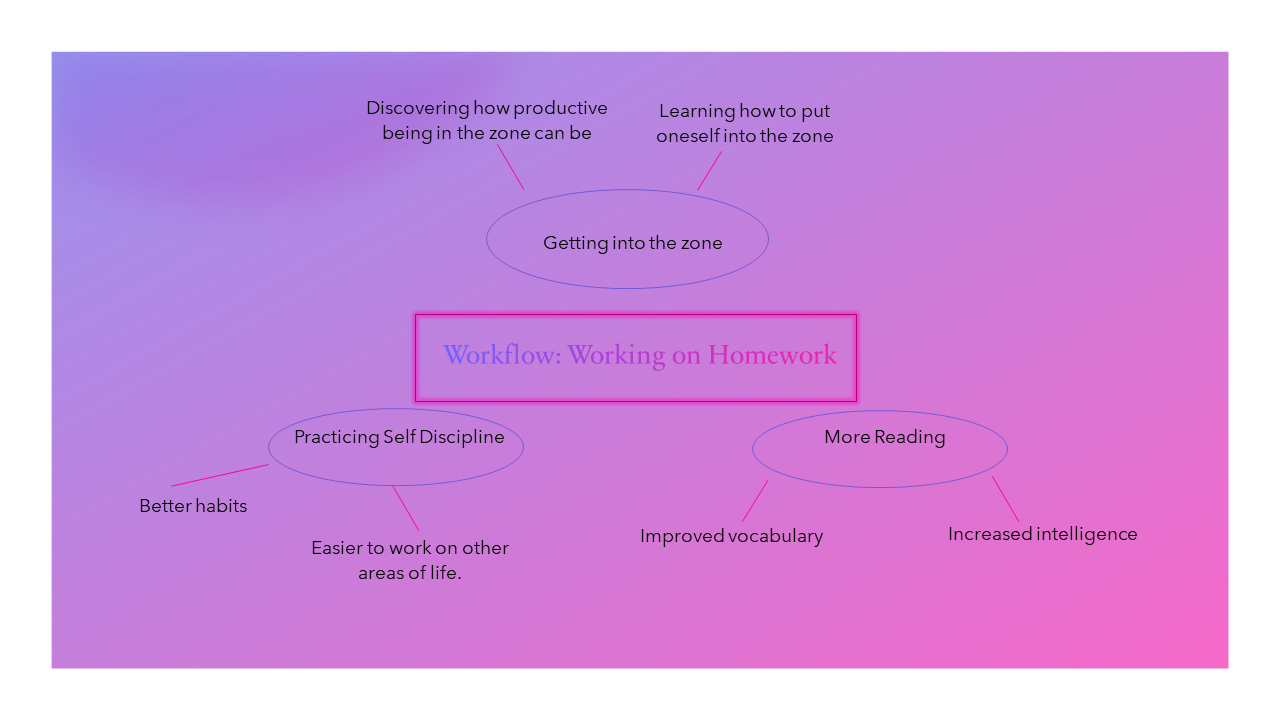 Discovering how productive
being in the zone can be
Learning how to put
oneself into the zone
Getting into the zone
Workflow: Working on Homework
Practicing Self Discipline
More Reading
Better habits
Easier to work on other
areas of life.
Improved vocabulary
Increased intelligence